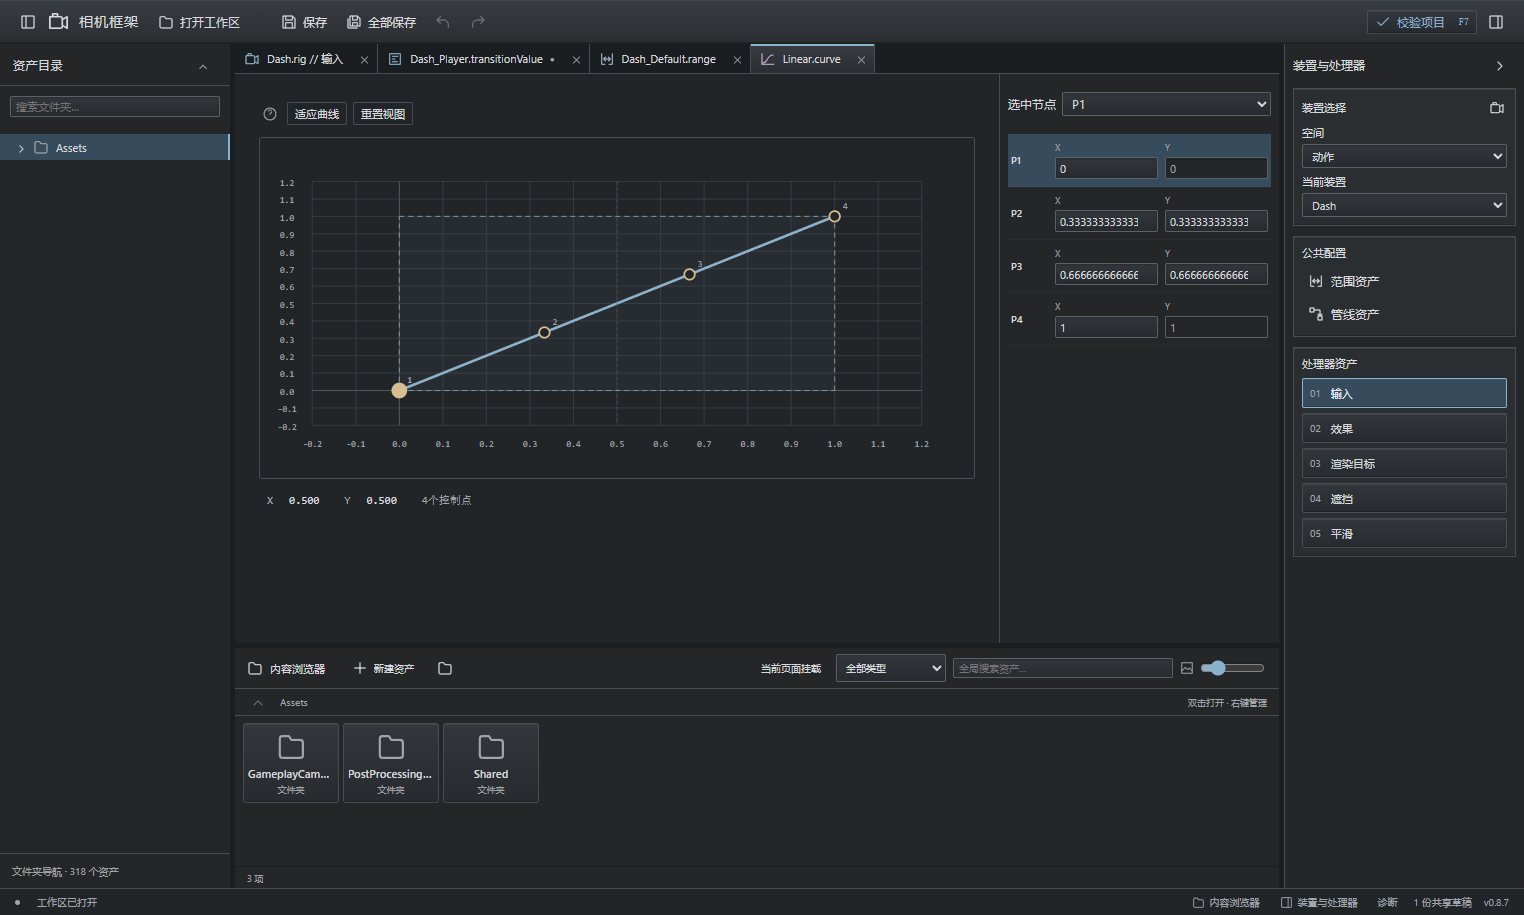 相机框架 打开工作区 保存 全部保存 校验项目 F7
资产目录
搜索文件夹...
Assets
文件夹导航 · 318 个资产
Dash.rig // 输入 Dash_Player.transitionValue Dash_Default.range Linear.curve
适应曲线 重置视图
1.2
1.1
1.0
0.9
0.8
0.7
0.6
0.5
0.4
0.3
0.2
0.1
0.0
-0.1
-0.2
-0.2 -0.1 0.0 0.1 0.2 0.3 0.4 0.5 0.6 0.7 0.8 0.9 1.0 1.1 1.2
1
2
3
4
X 0.500 Y 0.500 4个控制点
选中节点 P1
X Y
P1 0 0
X Y
P2 0.333333333333 0.333333333333
X Y
P3 0.666666666666 0.666666666666
X Y
P4 1 1
内容浏览器 新建资产 当前页面挂载 全部类型 全局搜索资产...
Assets 双击打开 · 右键管理
GameplayCam... PostProcessing... Shared
文件夹 文件夹 文件夹
3 项
装置与处理器
装置选择
空间
动作
当前装置
Dash
公共配置
范围资产
管线资产
处理器资产
01 输入
02 效果
03 渲染目标
04 遮挡
05 平滑
工作区已打开 内容浏览器 装置与处理器 诊断 1 份共享草稿 v0.8.7